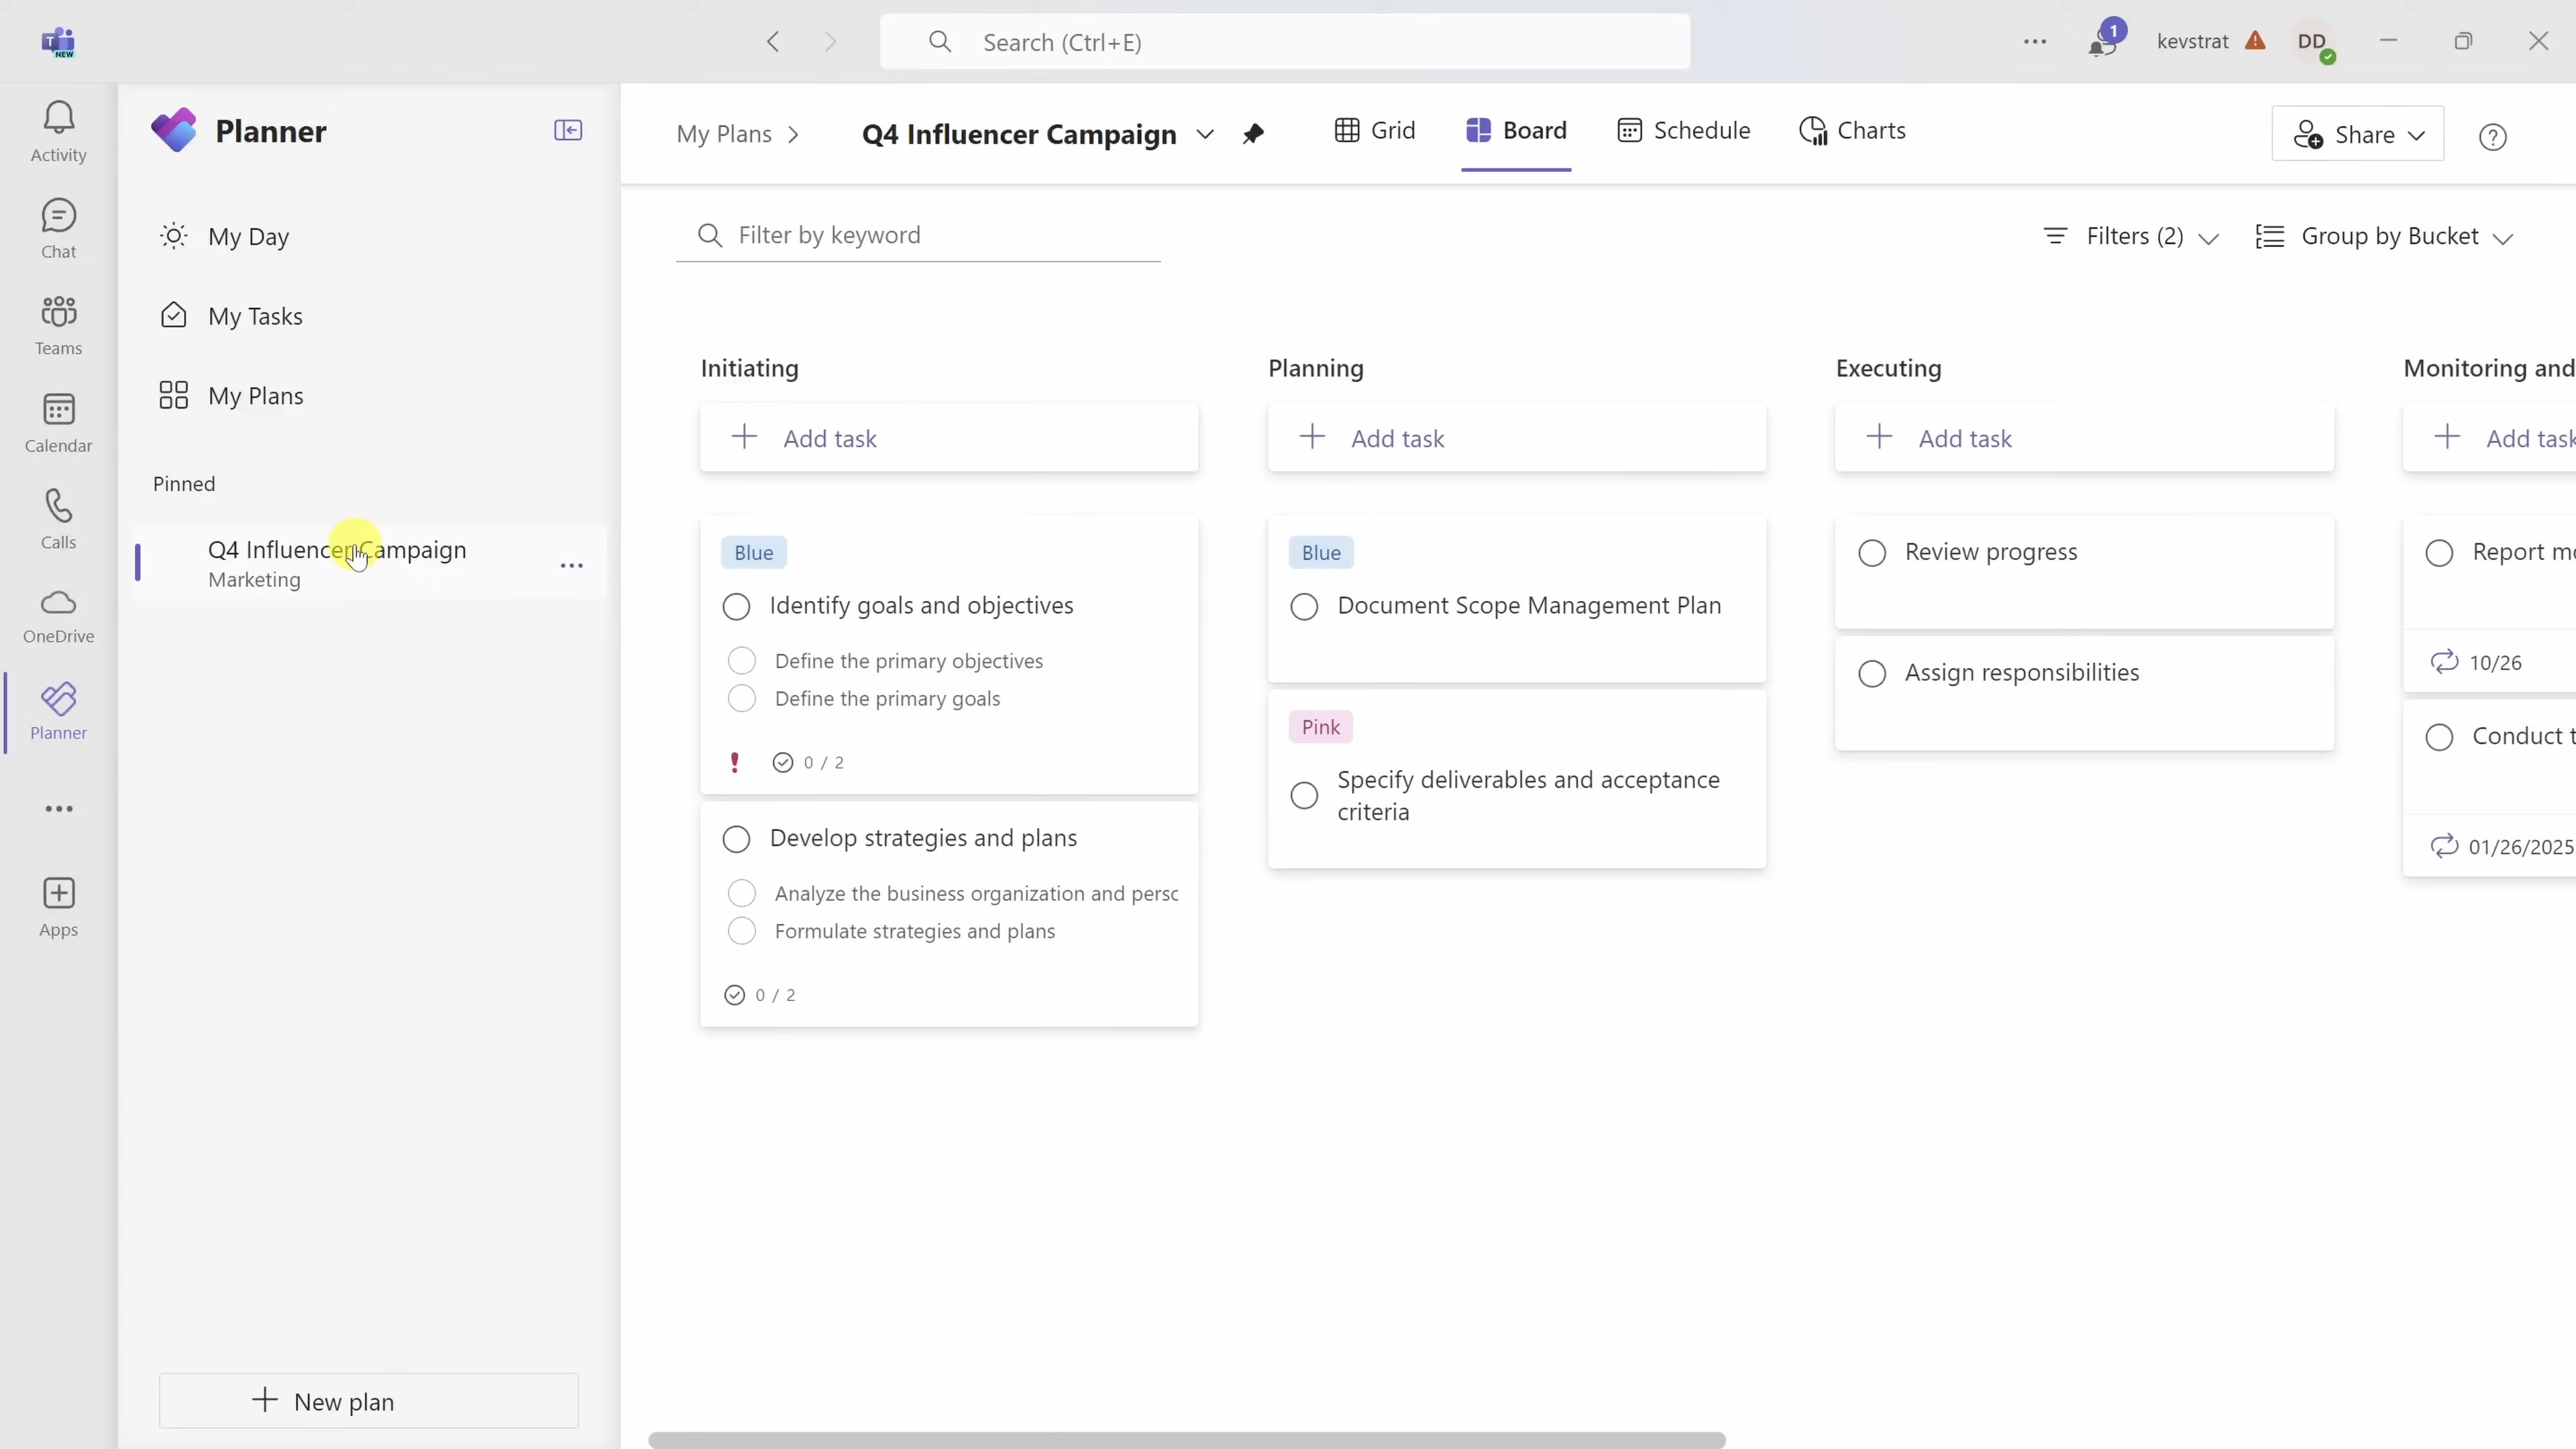 NEW
Search (Ctrl+E)
1
kevstrat
DD
Activity
Chat
Teams
Calendar
Calls
OneDrive
Planner
Apps
Planner
My Day
My Tasks
My Plans
Pinned
Q4 Influencer Campaign
Marketing
New plan
My Plans
Q4 Influencer Campaign
Grid
Board
Schedule
Charts
Share
Filter by keyword
Filters (2)
Group by Bucket
Initiating
Add task
Blue
Identify goals and objectives
Define the primary objectives
Define the primary goals
0 / 2
Develop strategies and plans
Analyze the business organization and
Formulate strategies and plans
0 / 2
Planning
Add task
Blue
Document Scope Management Plan
Pink
Specify deliverables and acceptance
criteria
Executing
Add task
Review progress
Assign responsibilities
Monitoring and
Add task
Report
10/26
Conduct
01/26/2025